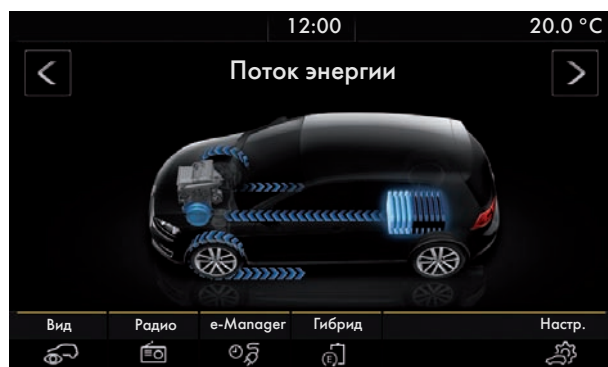 12:00 20.0 °C
Поток энергии
Вид Радио e-Manager Гибрид Настр.
E